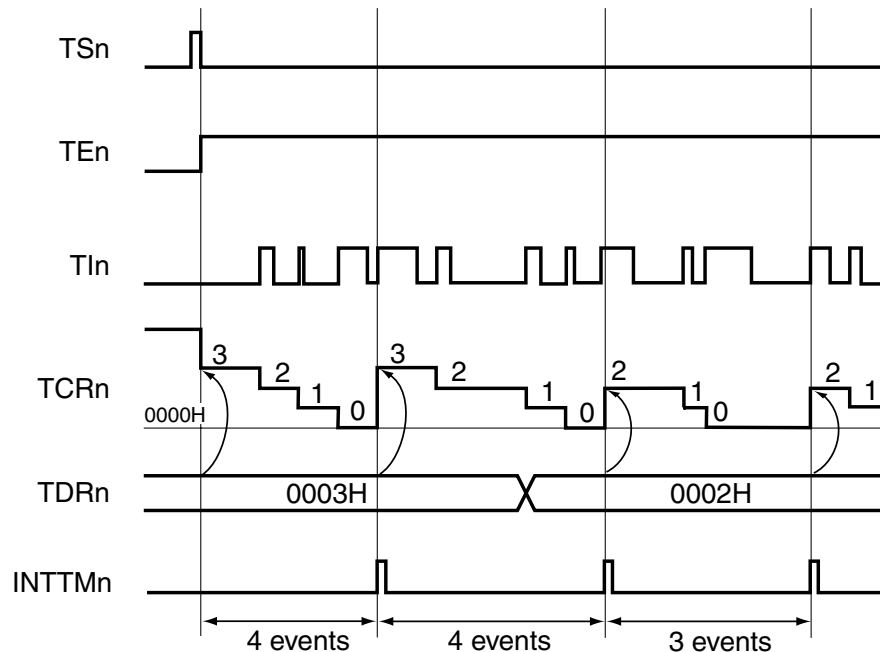 TSn
TEn
TIn
TCRn
3 2 1 0 3 2 1 0 2 1 0 2 1
0000H
TDRn 0003H 0002H
INTTMn
4 events 4 events 3 events